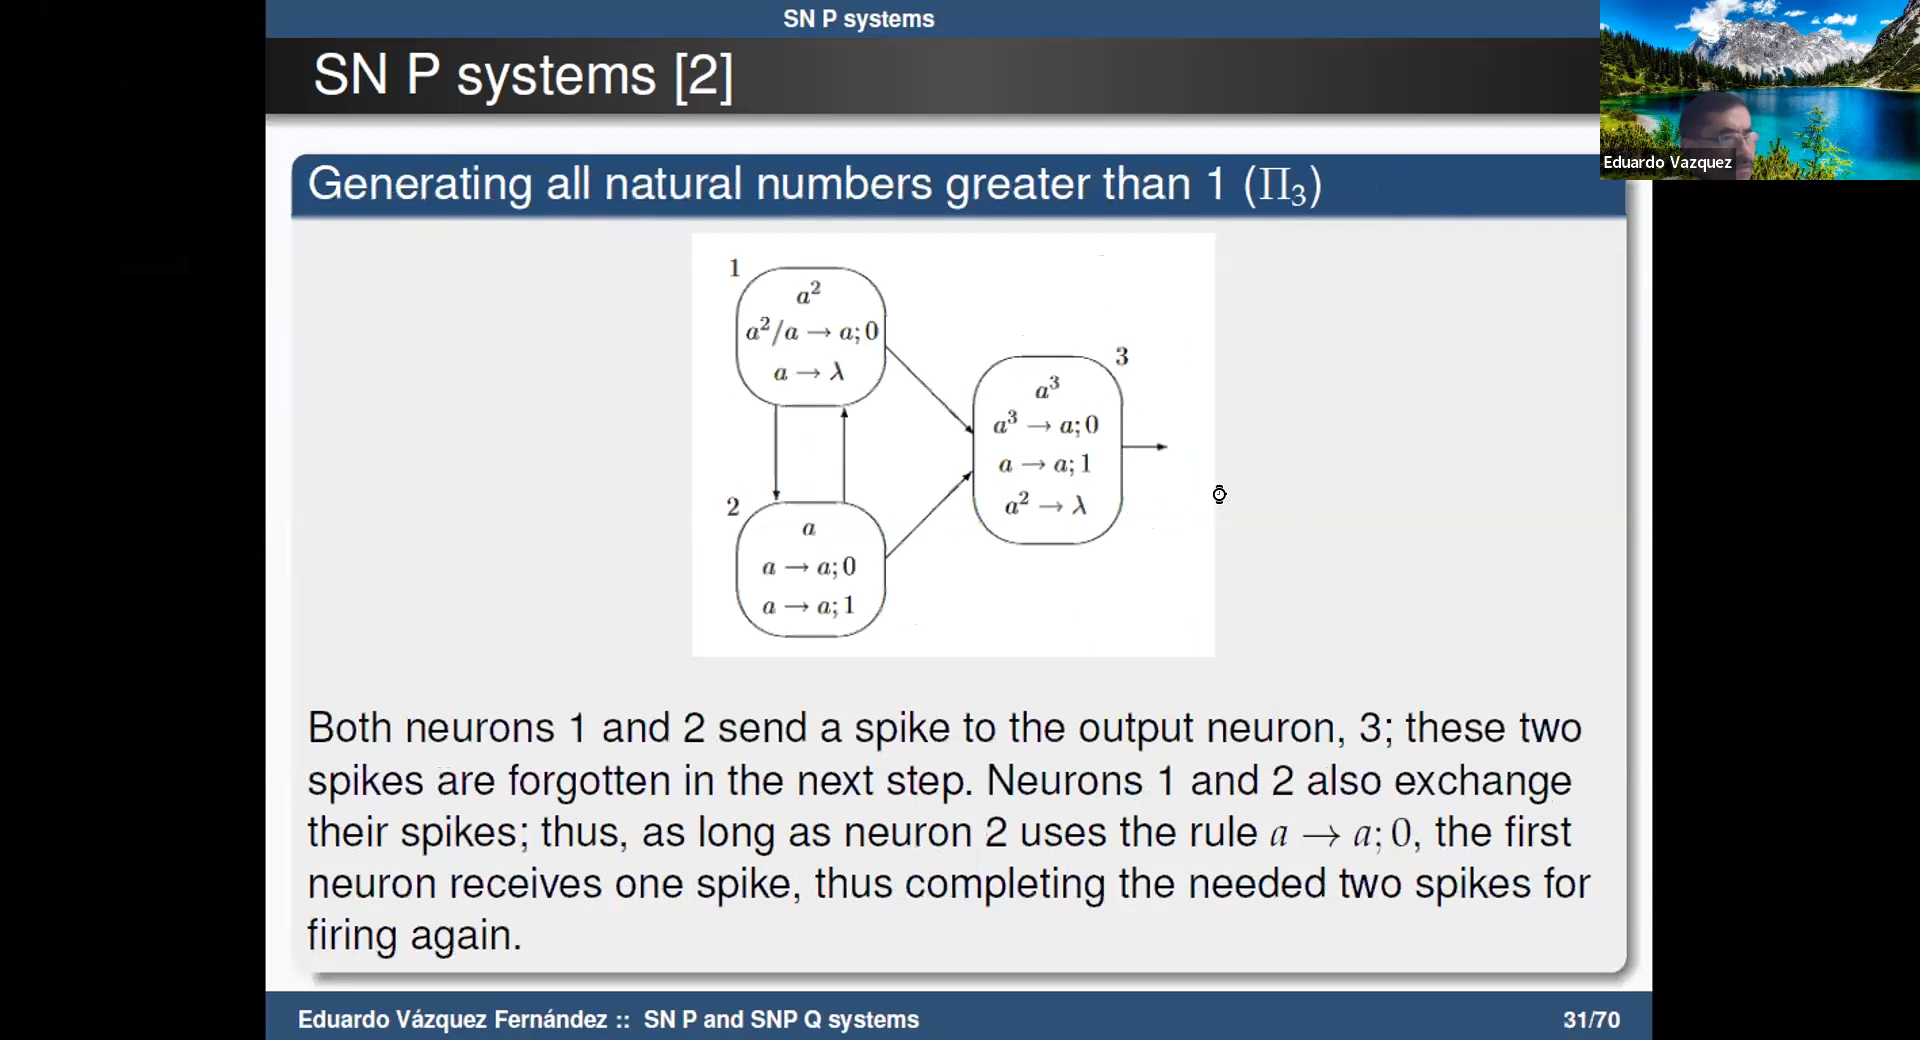 SN P systems
SN P systems [2]
Eduardo Vazquez
Generating all natural numbers greater than 1 (Π₃)
1
a²
a²/a → a;0
a → λ
2
a
a → a;0
a → a;1
3
a³
a³ → a;0
a → a;1
a² → λ
Both neurons 1 and 2 send a spike to the output neuron, 3; these two
spikes are forgotten in the next step. Neurons 1 and 2 also exchange
their spikes; thus, as long as neuron 2 uses the rule a → a; 0, the first
neuron receives one spike, thus completing the needed two spikes for
firing again.
Eduardo Vázquez Fernández :: SN P and SNP Q systems
31/70